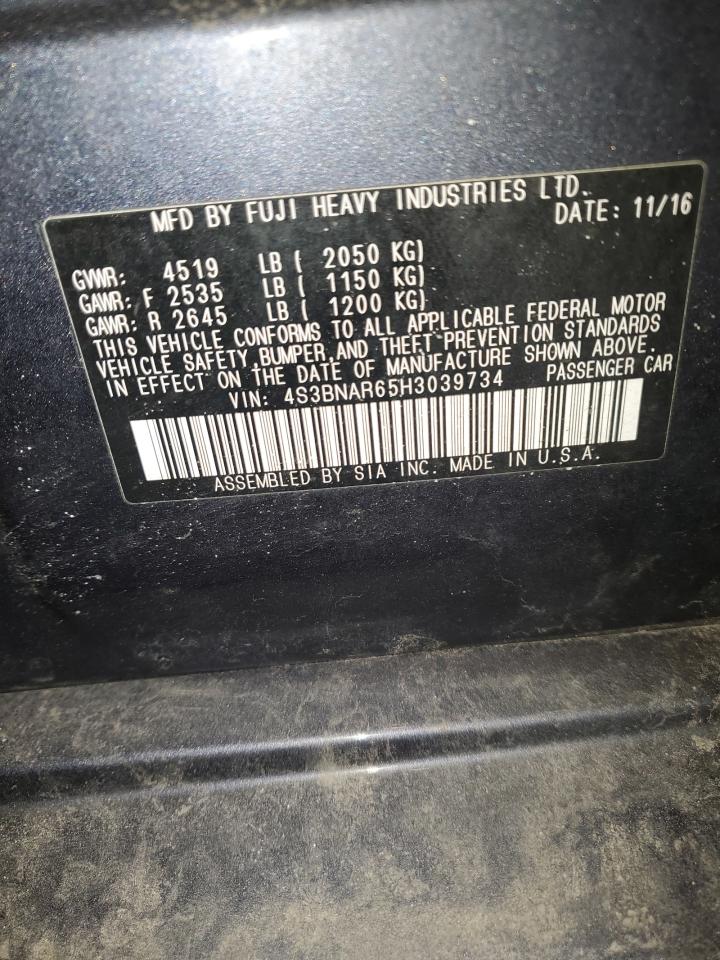 MFD BY FUJI HEAVY INDUSTRIES LTD.
DATE: 11/16
GVWR: 4519 LB ( 2050 KG)
GAWR: F 2535 LB ( 1150 KG)
GAWR: R 2645 LB ( 1200 KG)
THIS VEHICLE CONFORMS TO ALL APPLICABLE FEDERAL MOTOR
VEHICLE SAFETY, BUMPER, AND THEFT PREVENTION STANDARDS
IN EFFECT ON THE DATE OF MANUFACTURE SHOWN ABOVE.
VIN: 4S3BNAR65H3039734 PASSENGER CAR
ASSEMBLED BY SIA INC. MADE IN U.S.A.